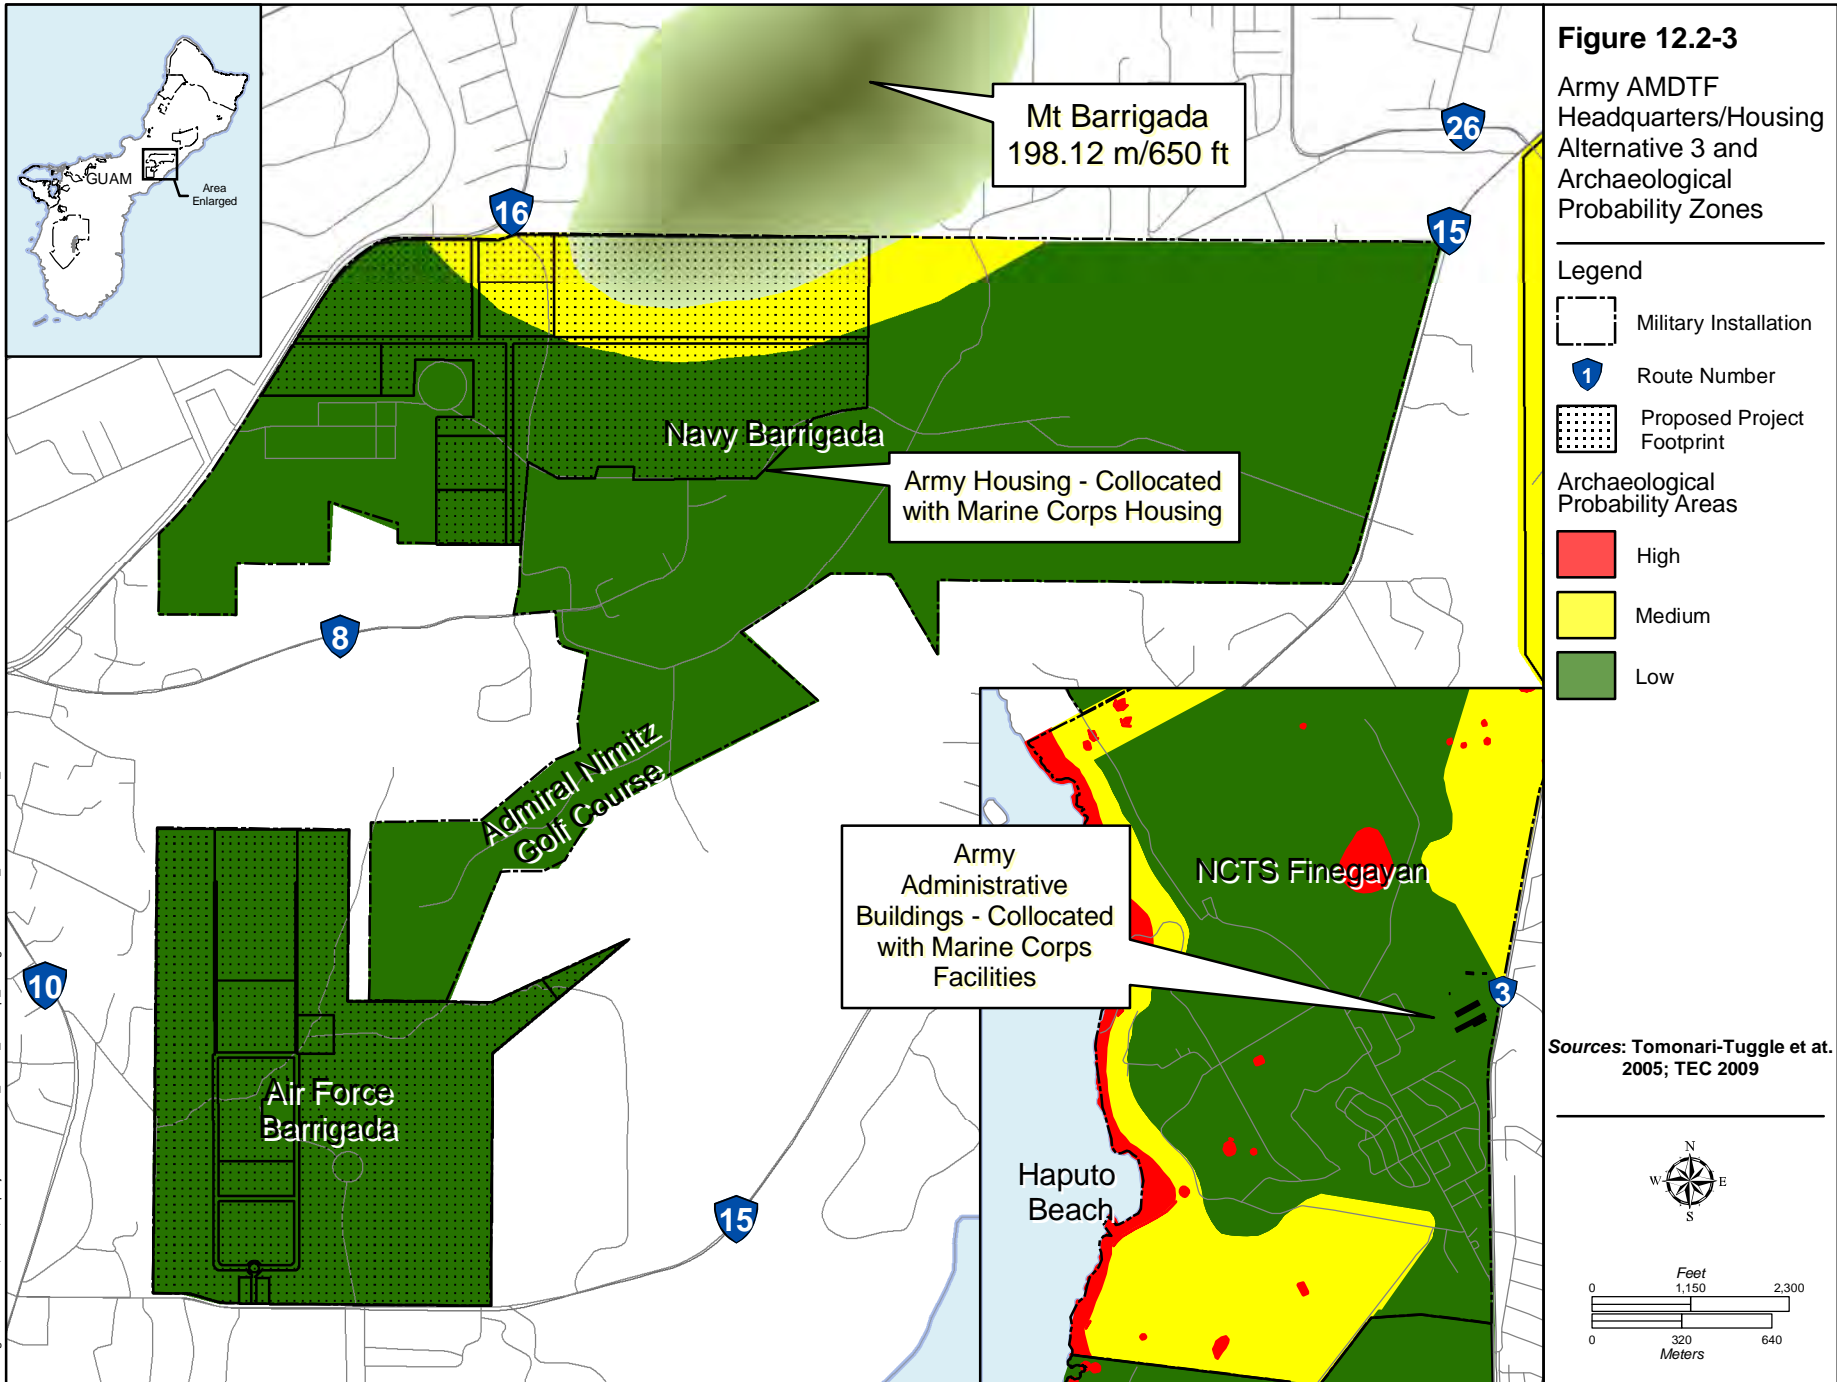 GUAM
Area
Enlarged
Mt Barrigada
198.12 m/650 ft
26
16
15
Navy Barrigada
Army Housing - Collocated
with Marine Corps Housing
8
Admiral Nimitz
Golf Course
10
Air Force
Barrigada
15
Army
Administrative
Buildings - Collocated
with Marine Corps
Facilities
NCTS Finegayan
3
Haputo
Beach
Figure 12.2-3
Army AMDTF
Headquarters/Housing
Alternative 3 and
Archaeological
Probability Zones
Legend
Military Installation
1
Route Number
Proposed Project
Footprint
Archaeological
Probability Areas
High
Medium
Low
Sources: Tomonari-Tuggle et at.
2005; TEC 2009
N
W E
S
Feet
0 1,150 2,300
0 320 640
Meters